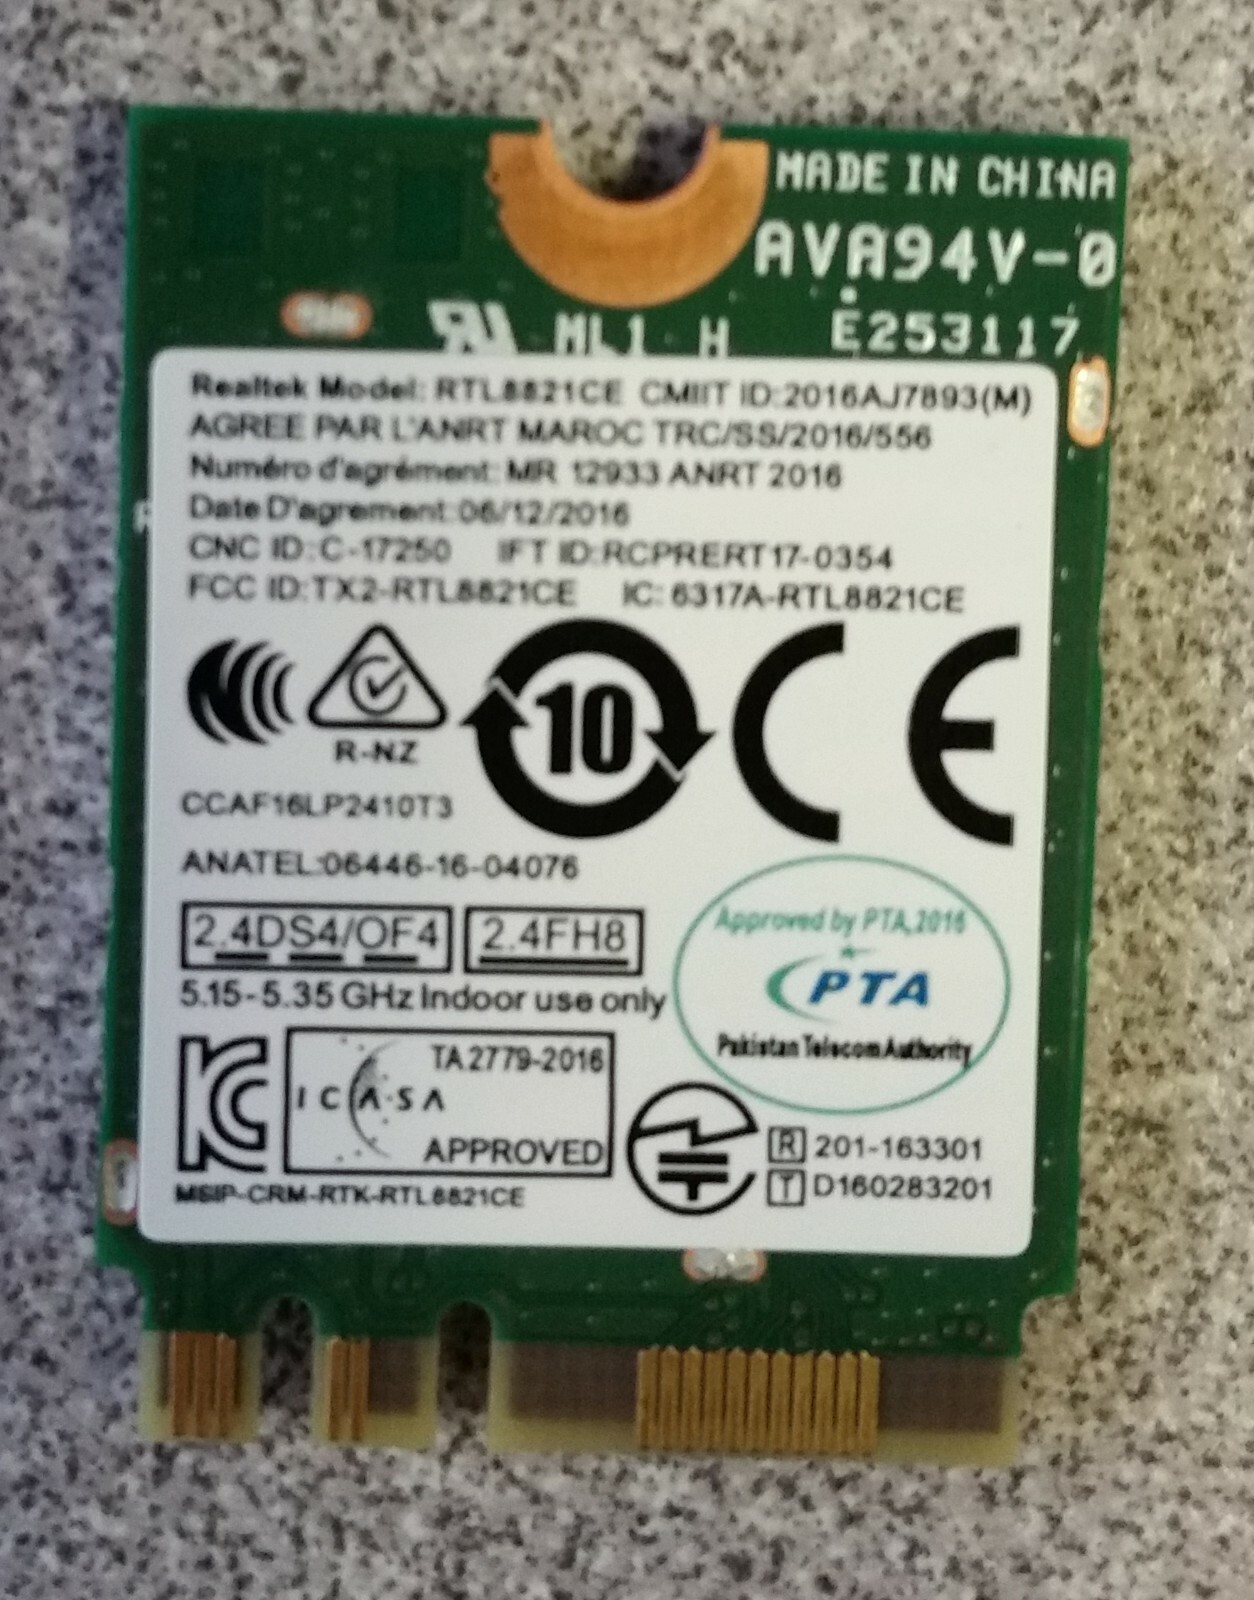 MADE IN CHINA
AVA94V-0
ML1 H E253117
Realtek Model: RTL8821CE CMIIT ID:2016AJ7893(M)
AGREE PAR L'ANRT MAROC TRC/SS/2016/556
Numéro d'agrément: MR 12933 ANRT 2016
Date D'agrement:06/12/2016
CNC ID:C-17250 IFT ID:RCPRERT17-0354
FCC ID:TX2-RTL8821CE IC: 6317A-RTL8821CE
R-NZ
10
CE
CCAF16LP2410T3
ANATEL:06446-16-04076
2.4DS4/OF4 2.4FH8
5.15-5.35 GHz Indoor use only
Approved by PTA,2016
PTA
Pakistan Telecom Authority
TA 2779-2016
ICASA
APPROVED
MSIP-CRM-RTK-RTL8821CE
R 201-163301
T D160283201